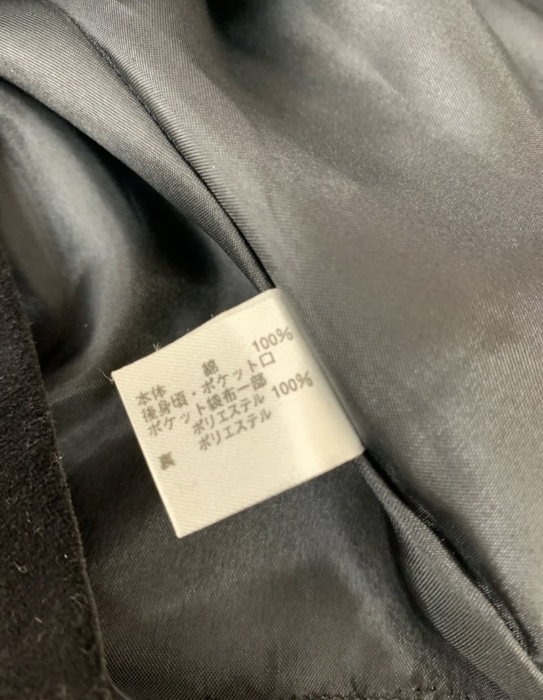 本体 綿 100%
後身頃・ポケット口
ポケット袋布一部
ポリエステル 100%
裏 ポリエステル